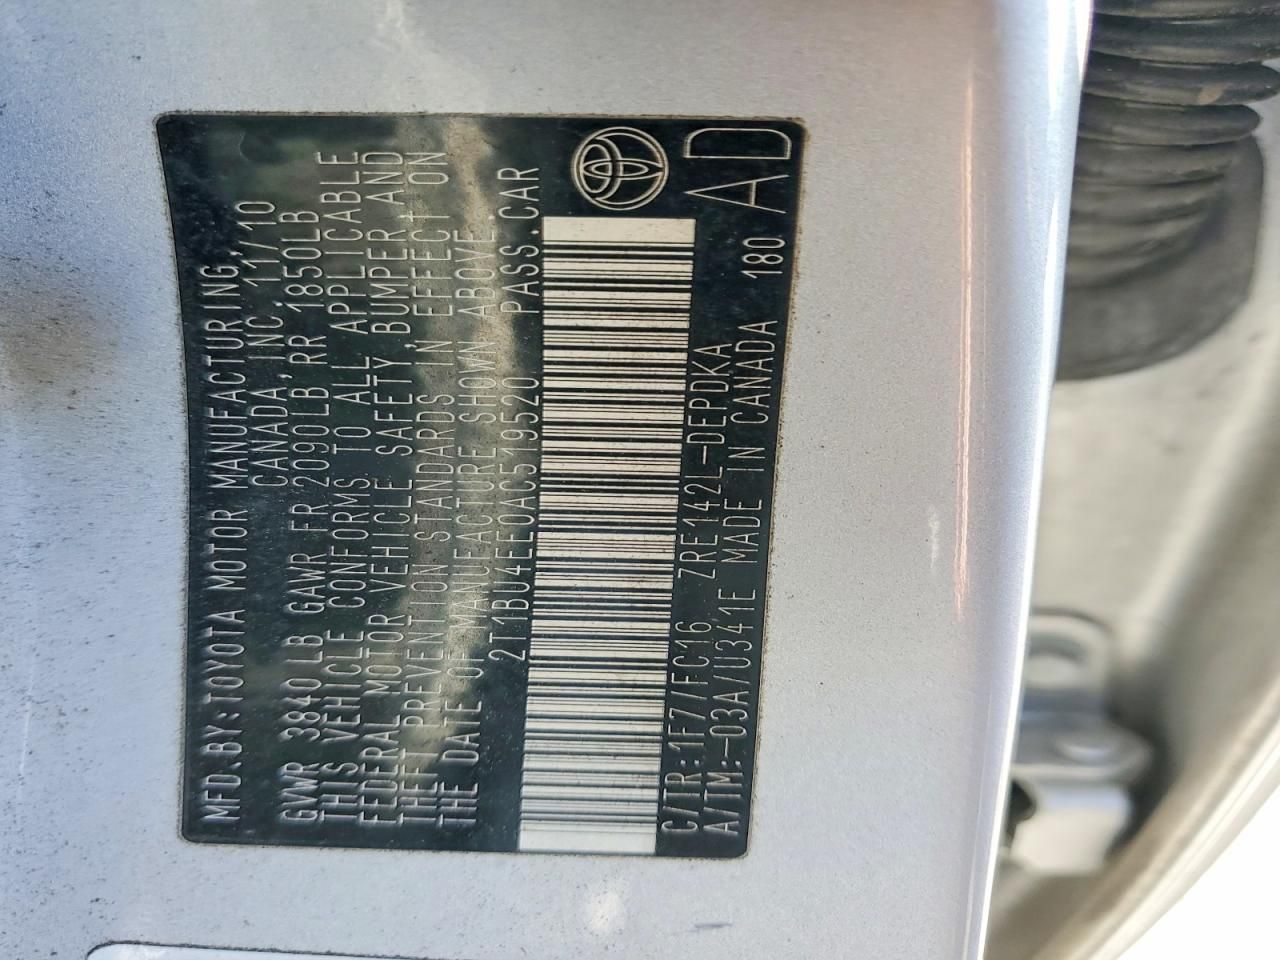 MFD.BY:TOYOTA MOTOR MANUFACTURING,
CANADA,INC. 11/10
GVWR 3840LB GAWR FR 2090LB RR 1850LB
THIS VEHICLE CONFORMS TO ALL APPLICABLE
FEDERAL MOTOR VEHICLE SAFETY,BUMPER AND
THEFT PREVENTION STANDARDS IN EFFECT ON
THE DATE OF MANUFACTURE SHOWN ABOVE.
2T1BU4EE0AC519520 PASS.CAR
C/TR:1F7/FC16 ZRE142L-DEPDKA
A/TM:-03A/U341E MADE IN CANADA 180 AD